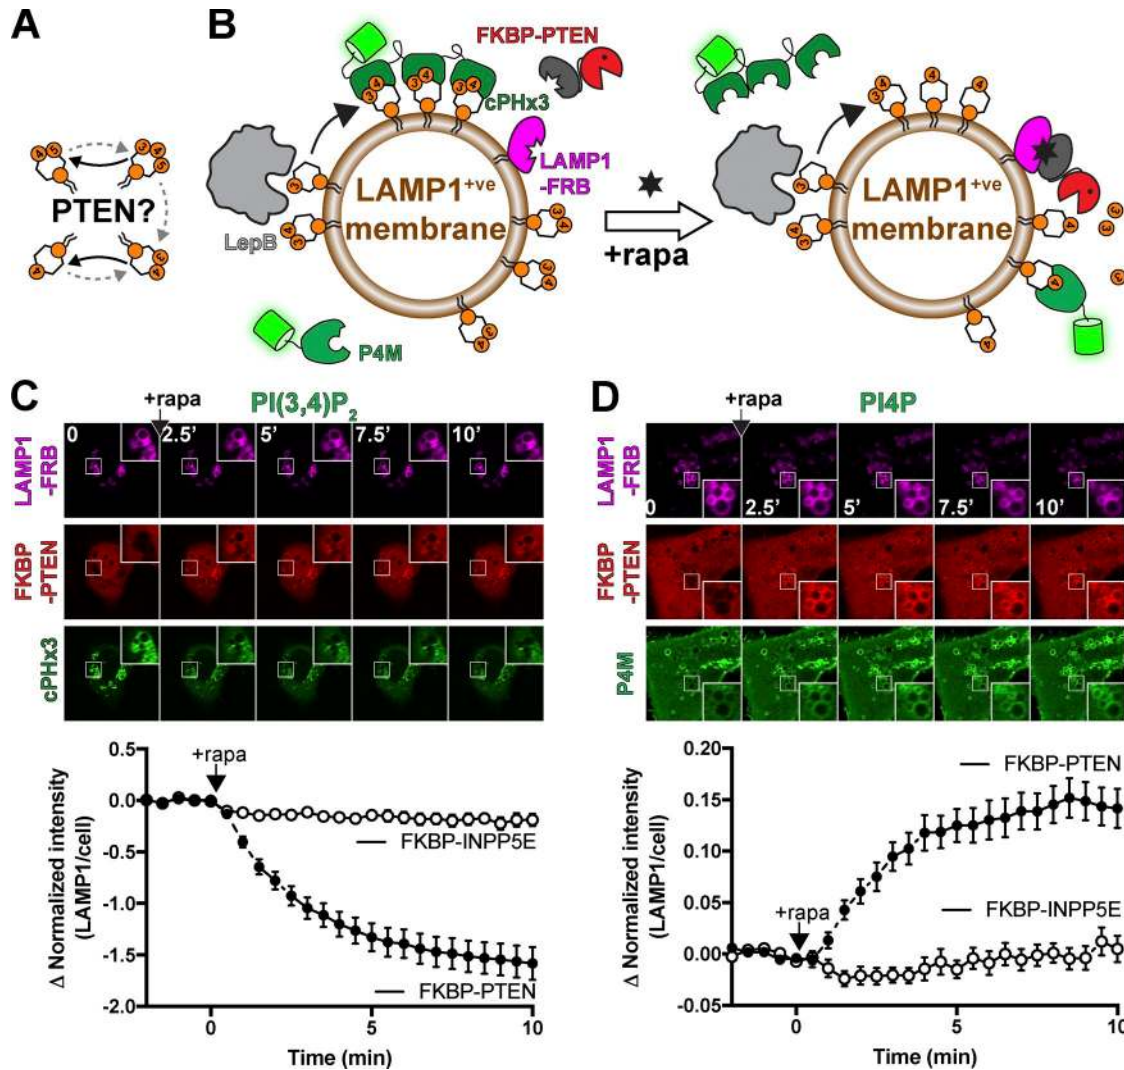 A
B
FKBP-PTEN
cPHx3
LAMP1
-FRB
LAMP1+ve
membrane
LepB
P4M
+rapa
LAMP1+ve
membrane
PTEN?
C
+rapa
PI(3,4)P2
0 2.5' 5' 7.5' 10'
LAMP1
-FRB
FKBP
-PTEN
cPHx3
Δ Normalized intensity
(LAMP1/cell)
0.5
0.0
-0.5
-1.0
-1.5
-2.0
+rapa
FKBP-INPP5E
FKBP-PTEN
0 5 10
Time (min)
D
+rapa
PI4P
LAMP1
-FRB
0 2.5' 5' 7.5' 10'
FKBP
-PTEN
P4M
Δ Normalized intensity
(LAMP1/cell)
0.20
0.15
0.10
0.05
0.00
-0.05
FKBP-PTEN
+rapa
FKBP-INPP5E
0 5 10
Time (min)